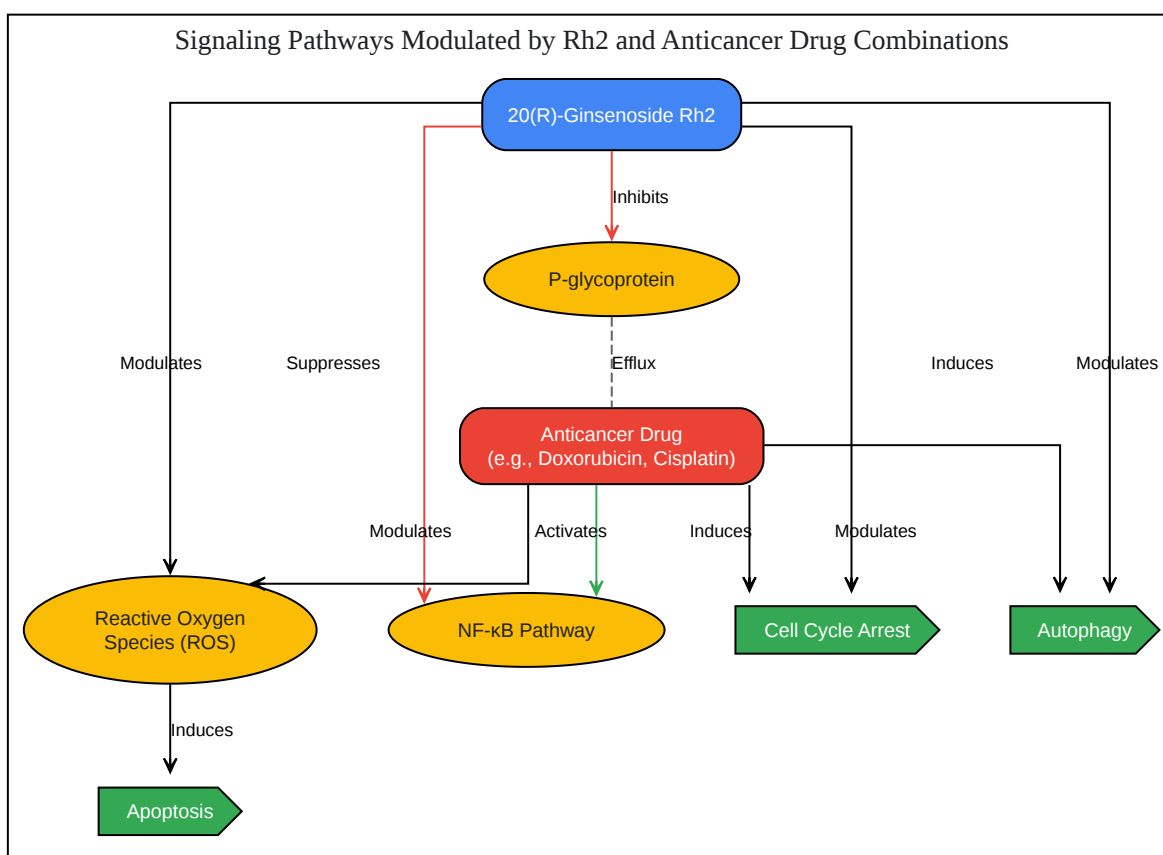 Signaling Pathways Modulated by Rh2 and Anticancer Drug Combinations
20(R)-Ginsenoside Rh2
Inhibits
P-glycoprotein
Modulates
Suppresses
Efflux
Induces
Modulates
Anticancer Drug
(e.g., Doxorubicin, Cisplatin)
Modulates
Activates
Induces
Modulates
Reactive Oxygen
Species (ROS)
NF-κB Pathway
Cell Cycle Arrest
Autophagy
Induces
Apoptosis